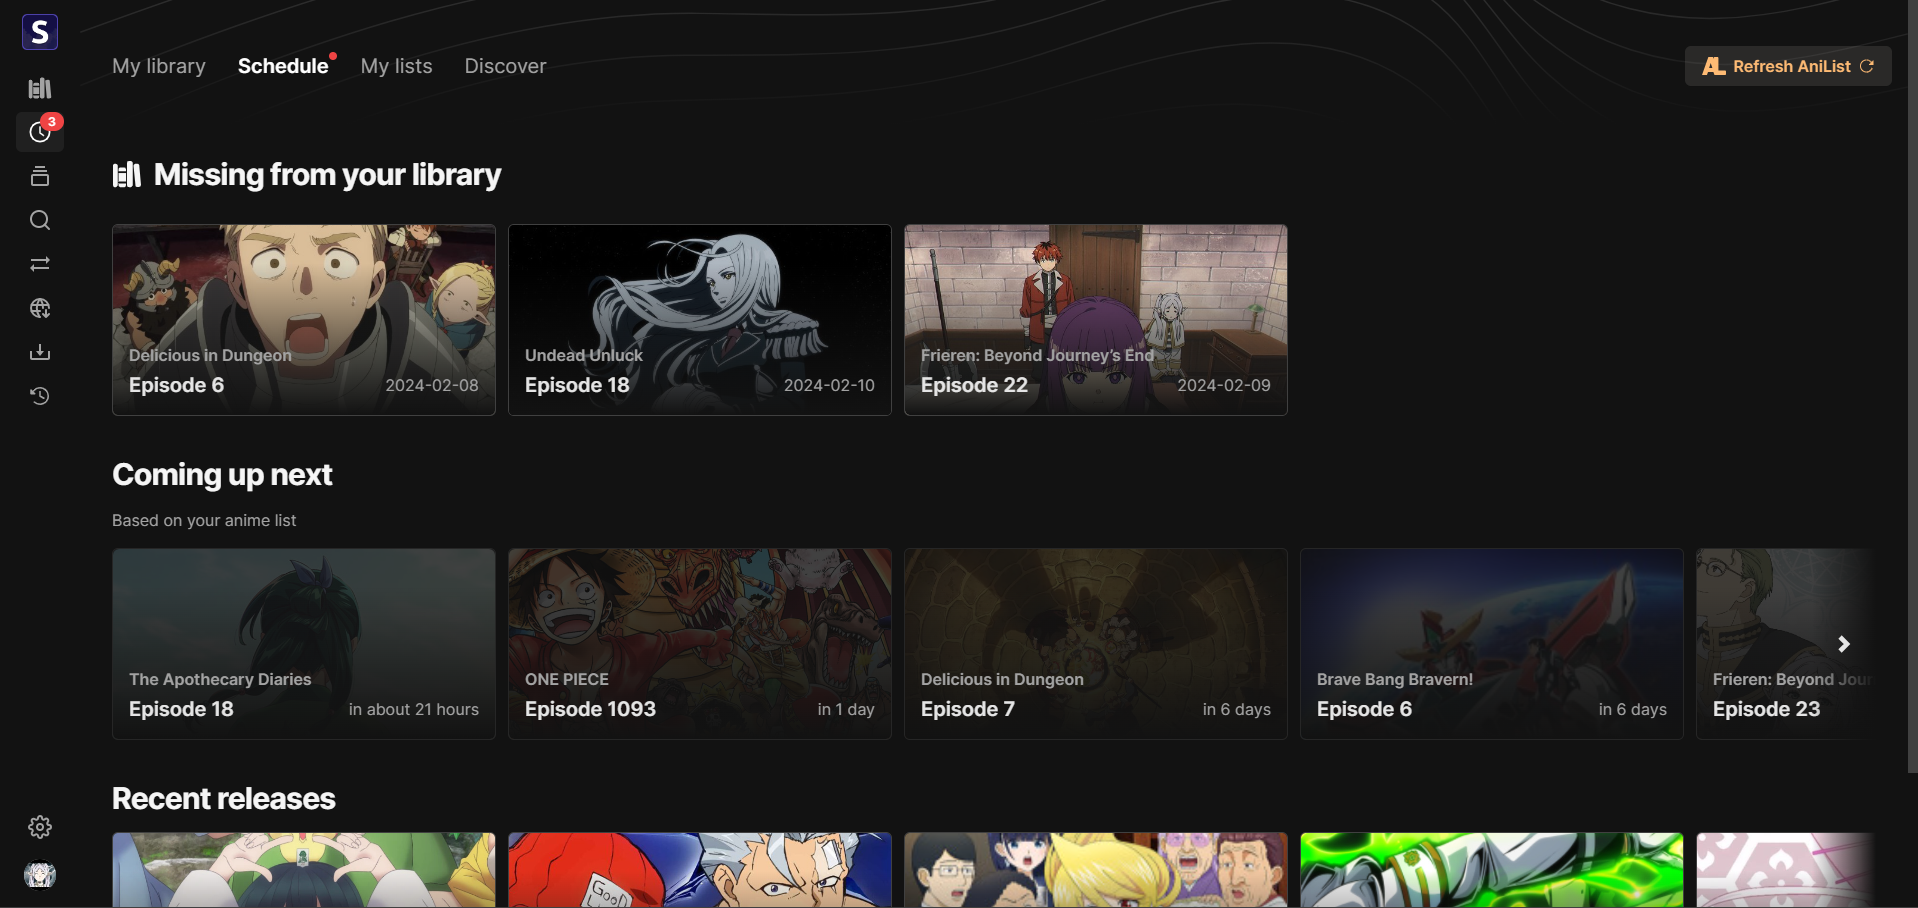 S
My library Schedule My lists Discover
AL Refresh AniList
3
Missing from your library
Delicious in Dungeon
Episode 6 2024-02-08
Undead Unluck
Episode 18 2024-02-10
Frieren: Beyond Journey’s End
Episode 22 2024-02-09
Coming up next
Based on your anime list
The Apothecary Diaries
Episode 18 in about 21 hours
ONE PIECE
Episode 1093 in 1 day
Delicious in Dungeon
Episode 7 in 6 days
Brave Bang Bravern!
Episode 6 in 6 days
Frieren: Beyond Jour
Episode 23
Recent releases
GOOD